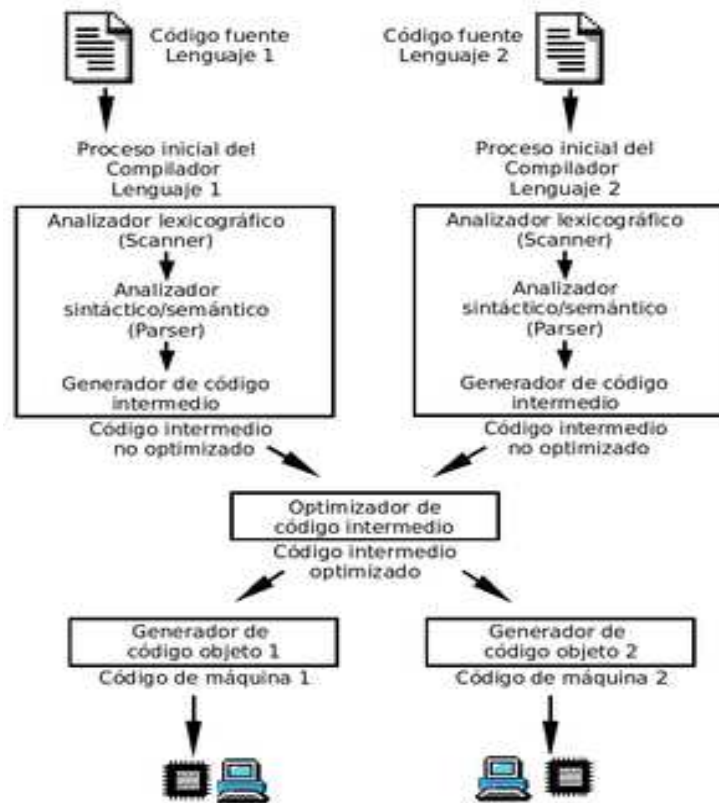 Código fuente
Lenguaje 1
Código fuente
Lenguaje 2
Proceso inicial del
Compilador
Lenguaje 1
Analizador lexicográfico
(Scanner)
Analizador
sintáctico/semántico
(Parser)
Generador de código
intermedio
Código intermedio
no optimizado
Proceso inicial del
Compilador
Lenguaje 2
Analizador lexicográfico
(Scanner)
Analizador
sintáctico/semántico
(Parser)
Generador de código
intermedio
Código intermedio
no optimizado
Optimizador de
código intermedio
Código intermedio
optimizado
Generador de
código objeto 1
Código de máquina 1
Generador de
código objeto 2
Código de máquina 2